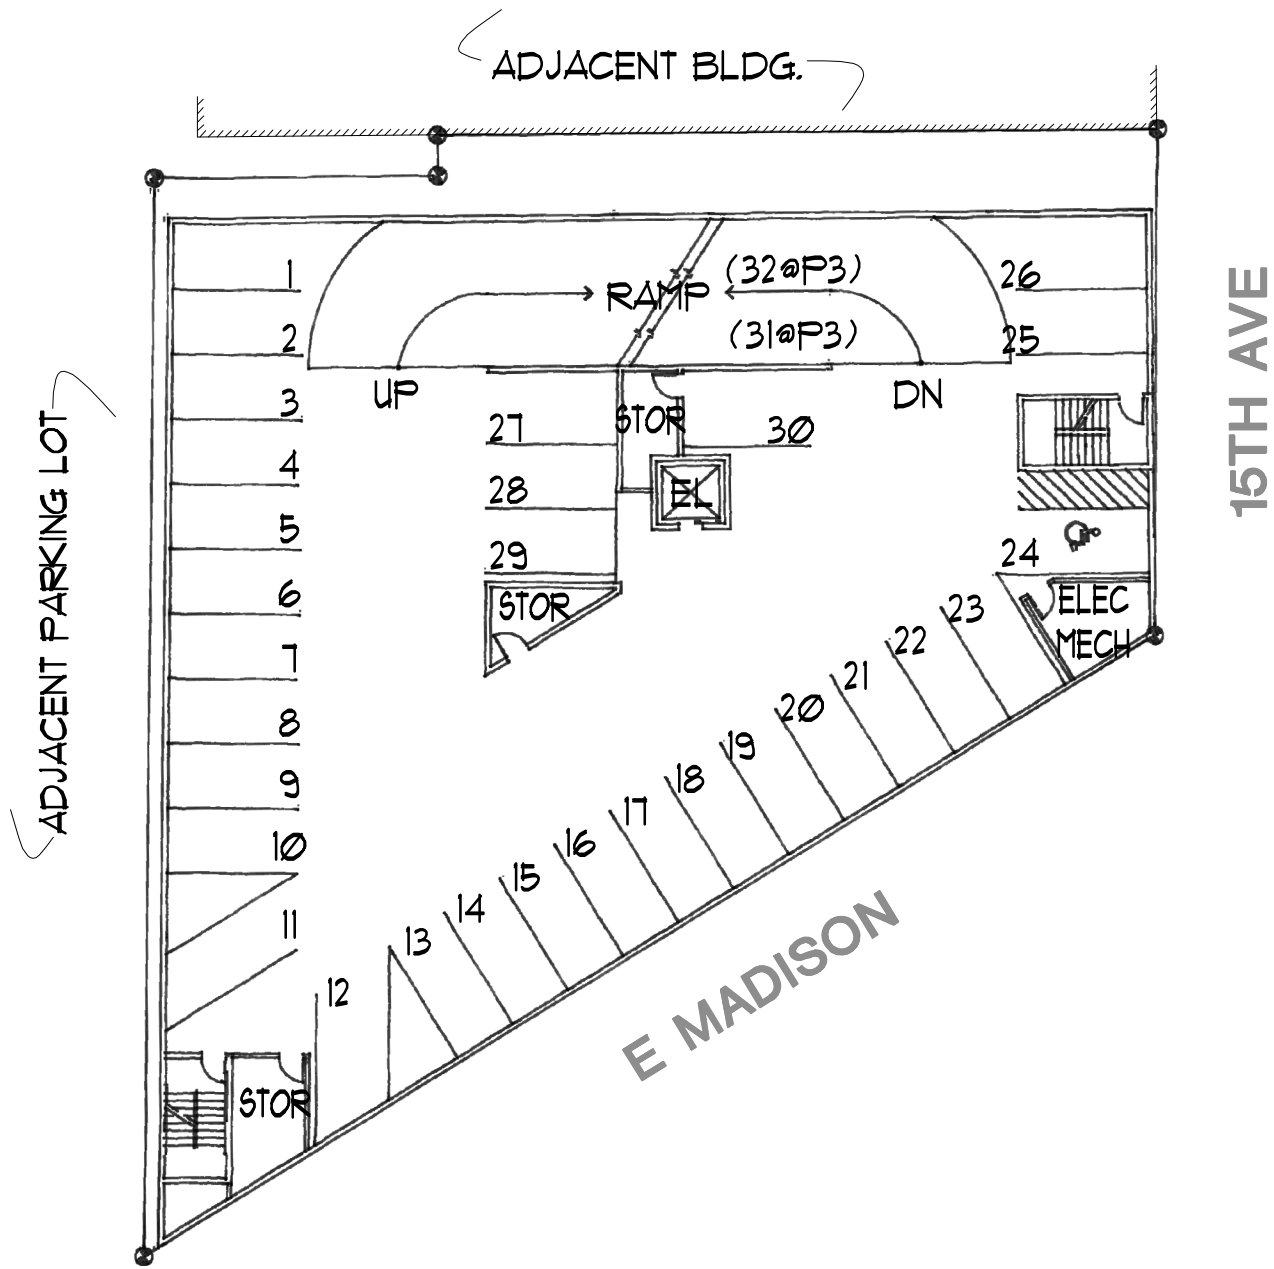 ADJACENT BLDG.
1
(32@P3)
26
RAMP
2
(31@P3)
25
UP
DN
3
27
STOR
30
4
28
EL
5
29
24
6
STOR
23
ELEC
MECH
7
22
21
8
20
19
9
18
10
17
16
11
15
14
13
12
STOR
ADJACENT PARKING LOT
15TH AVE
E MADISON